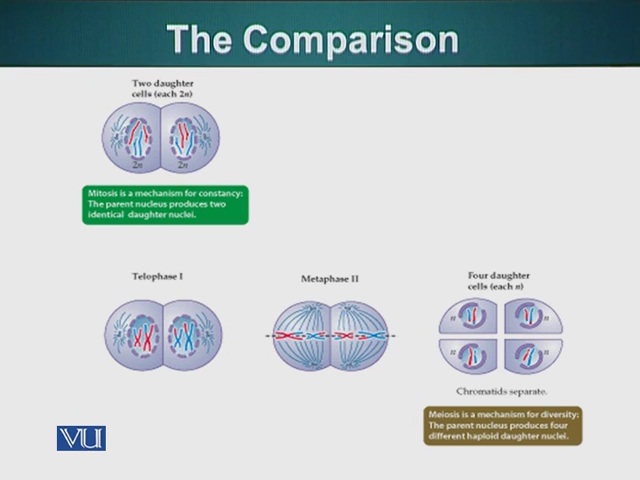 The Comparison
Two daughter
cells (each 2n)
2n 2n
Mitosis is a mechanism for constancy:
The parent nucleus produces two
identical daughter nuclei.
Telophase I
Metaphase II
Four daughter
cells (each n)
n n
n n
Chromatids separate.
Meiosis is a mechanism for diversity:
The parent nucleus produces four
different haploid daughter nuclei.
VU